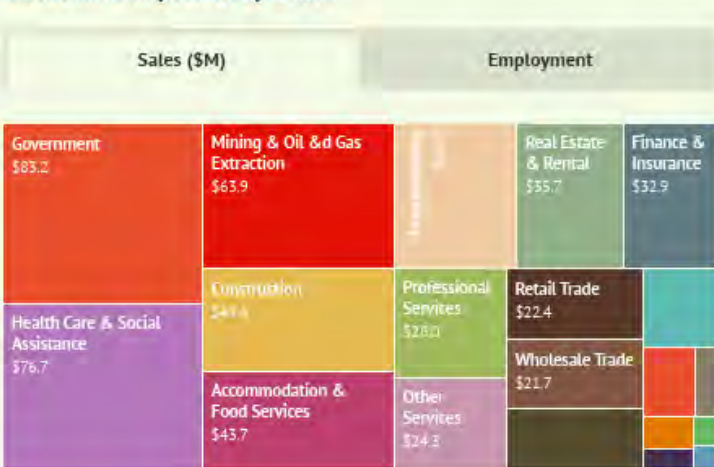 Sales ($M)
Employment
Government
$83.2
Mining & Oil &d Gas
Extraction
$63.9
Real Estate
& Rental
$35.7
Finance &
Insurance
$32.9
Health Care & Social
Assistance
$76.7
Construction
Accommodation &
Food Services
$43.7
Professional
Services
$28.0
Other
Services
$24.3
Retail Trade
$22.4
Wholesale Trade
$21.7